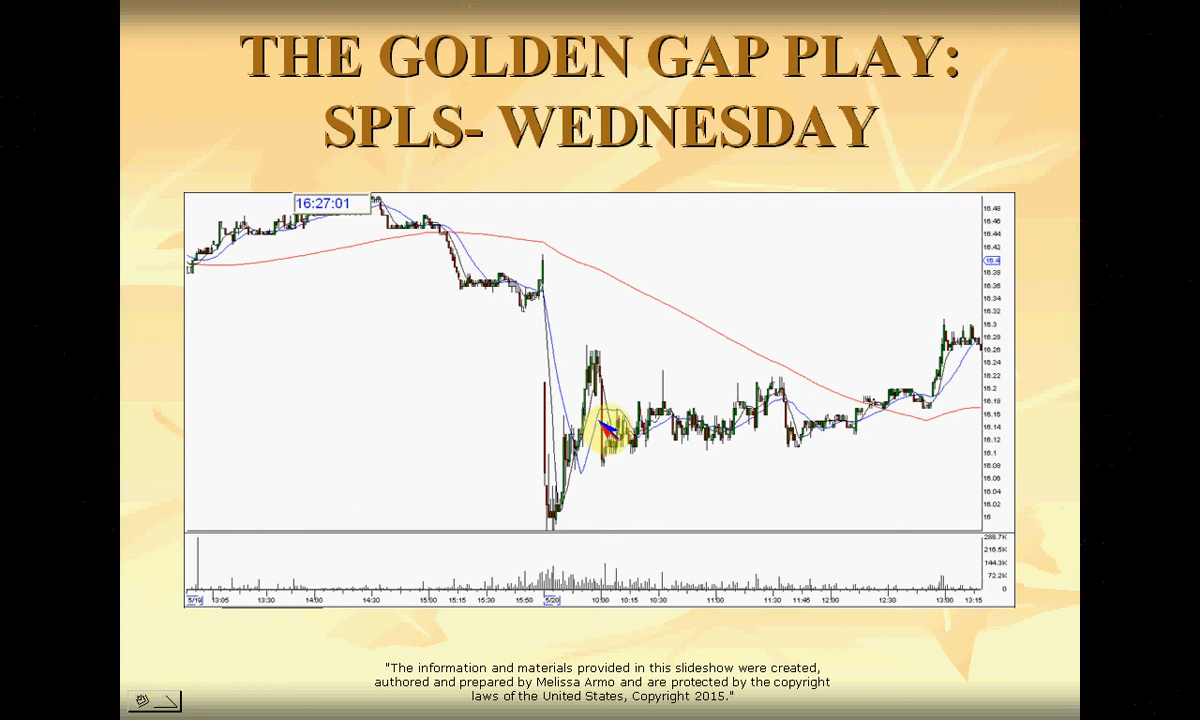 THE GOLDEN GAP PLAY:
SPLS- WEDNESDAY
16:27:01
16.48
16.46
16.44
16.42
16.4
16.38
16.36
16.34
16.32
16.3
16.28
16.26
16.24
16.22
16.2
16.18
16.15
16.14
16.12
16.1
16.08
16.06
16.04
16.02
16
288.7K
216.5K
144.3K
72.2K
0
5/19 13:05 13:30 14:00 14:30 15:00 15:15 15:30 15:50 5/20 10:00 10:15 10:30 11:00 11:30 11:45 12:00 12:30 13:00 13:15
"The information and materials provided in this slideshow were created,
authored and prepared by Melissa Armo and are protected by the copyright
laws of the United States, Copyright 2015."